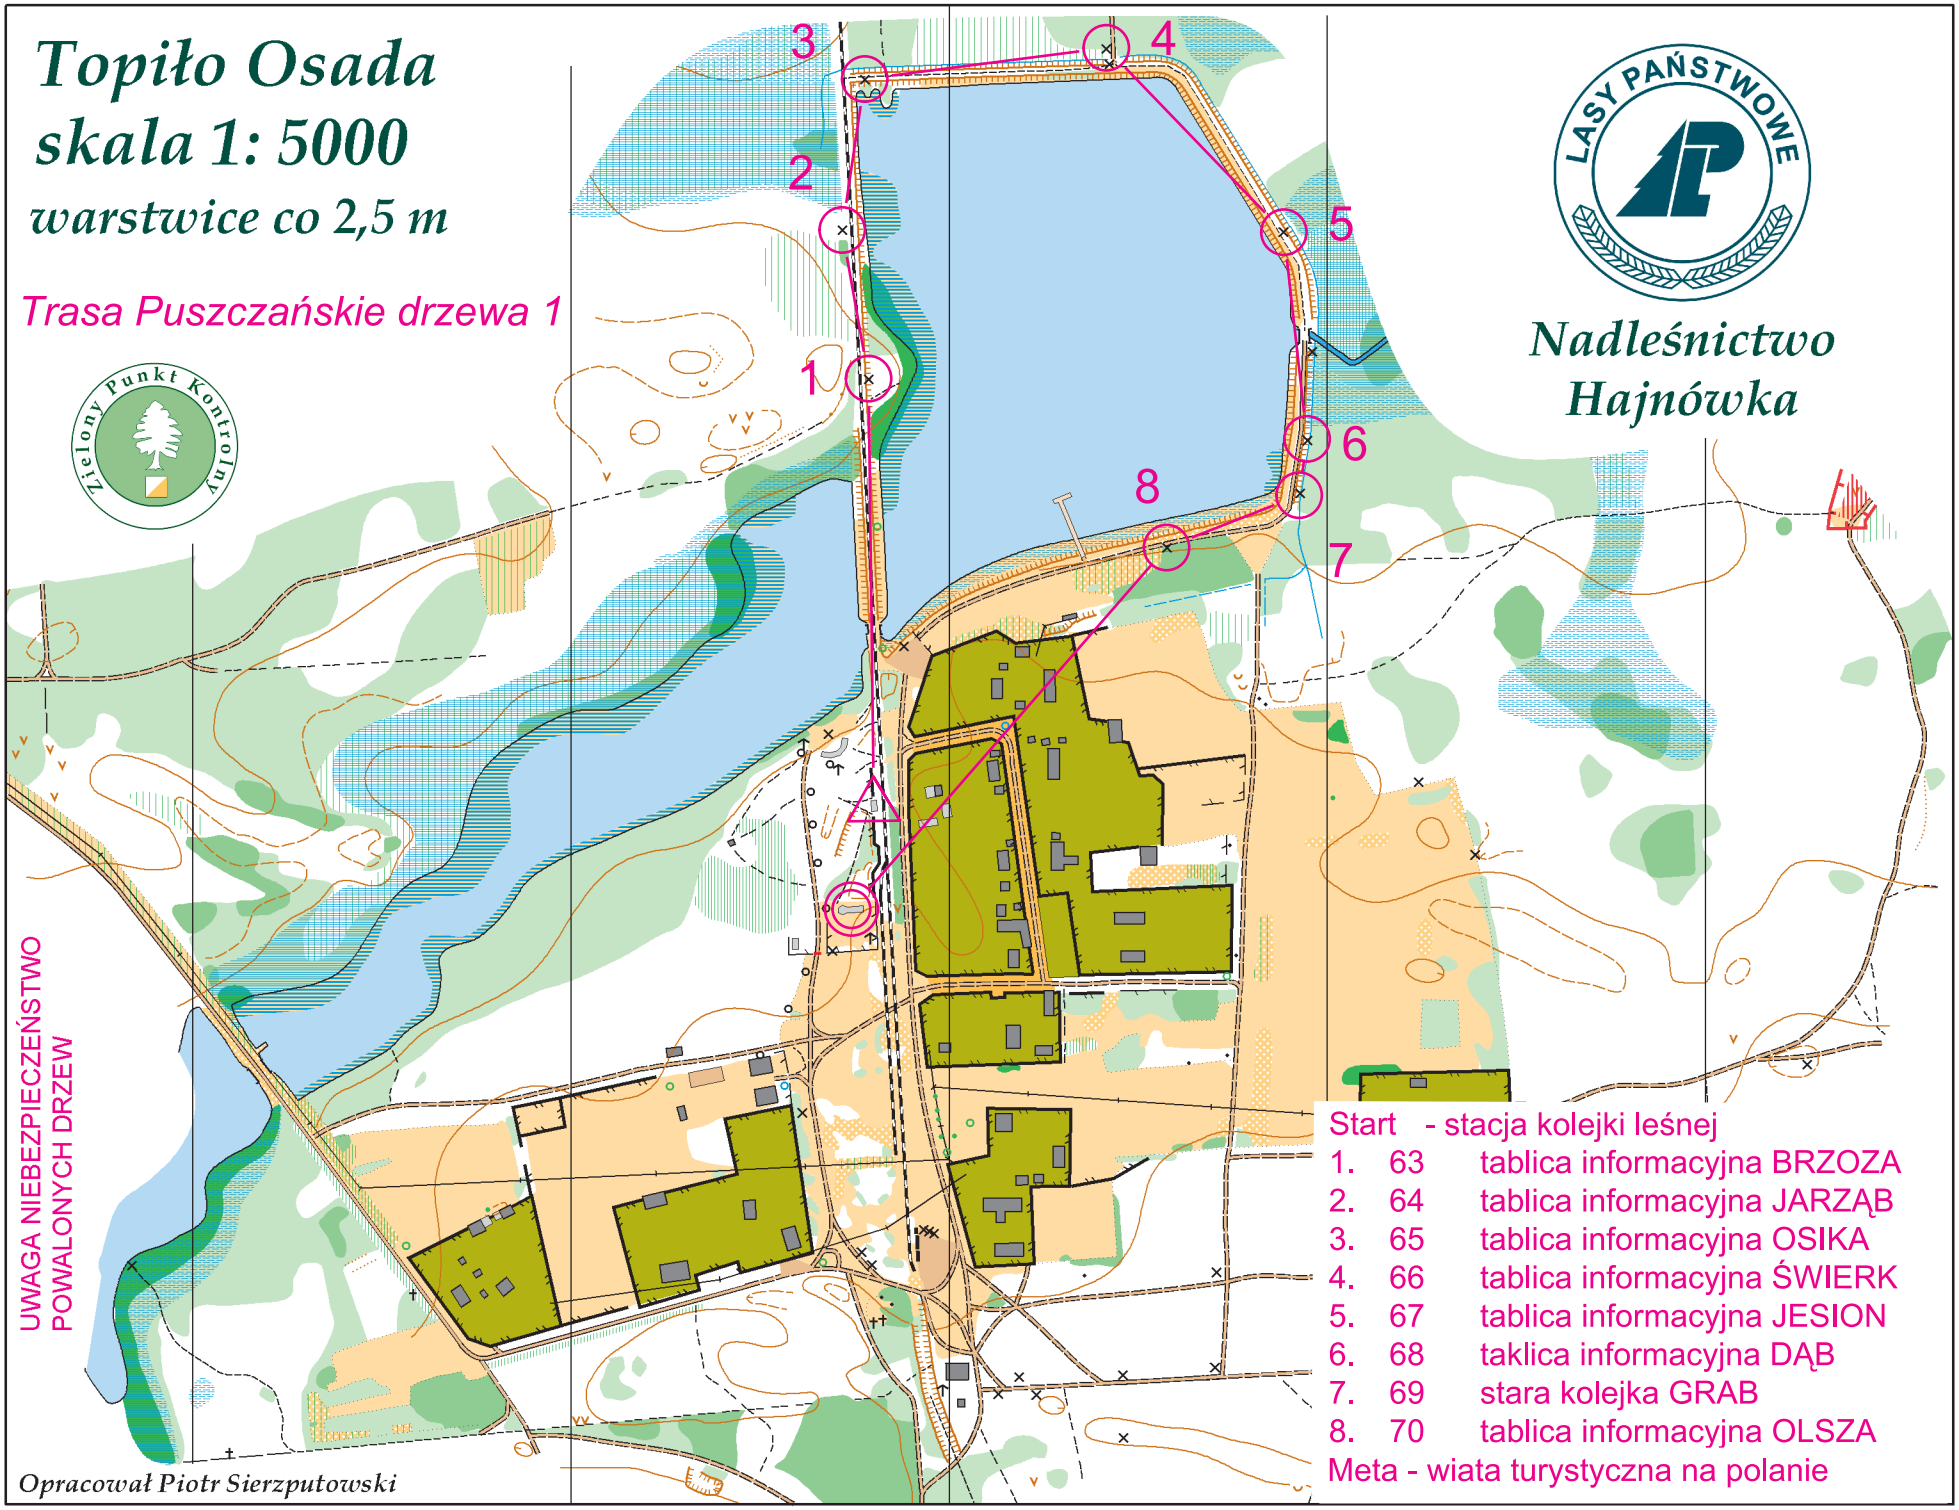 Topiło Osada
skala 1: 5000
warstwice co 2,5 m
Trasa Puszczańskie drzewa 1
Zielony Punkt Kontrolny
LASY PAŃSTWOWE
Nadleśnictwo
Hajnówka
3
4
2
5
1
6
8
7
UWAGA NIEBEZPIECZEŃSTWO
POWALONYCH DRZEW
Start - stacja kolejki leśnej
1. 63 tablica informacyjna BRZOZA
2. 64 tablica informacyjna JARZĄB
3. 65 tablica informacyjna OSIKA
4. 66 tablica informacyjna ŚWIERK
5. 67 tablica informacyjna JESION
6. 68 taklica informacyjna DĄB
7. 69 stara kolejka GRAB
8. 70 tablica informacyjna OLSZA
Meta - wiata turystyczna na polanie
Opracował Piotr Sierzputowski